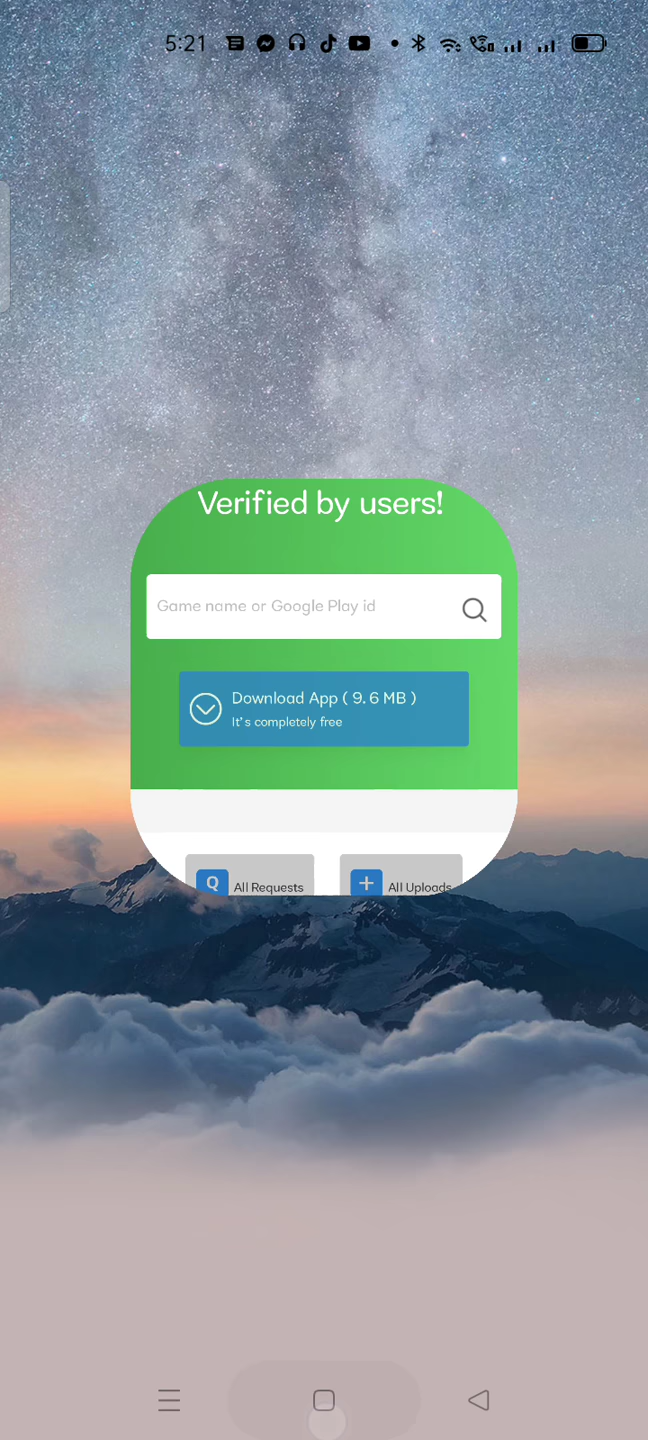 5:21
Verified by users!
Game name or Google Play id
Download App ( 9. 6 MB )
It's completely free
Q All Requests
All Uploads